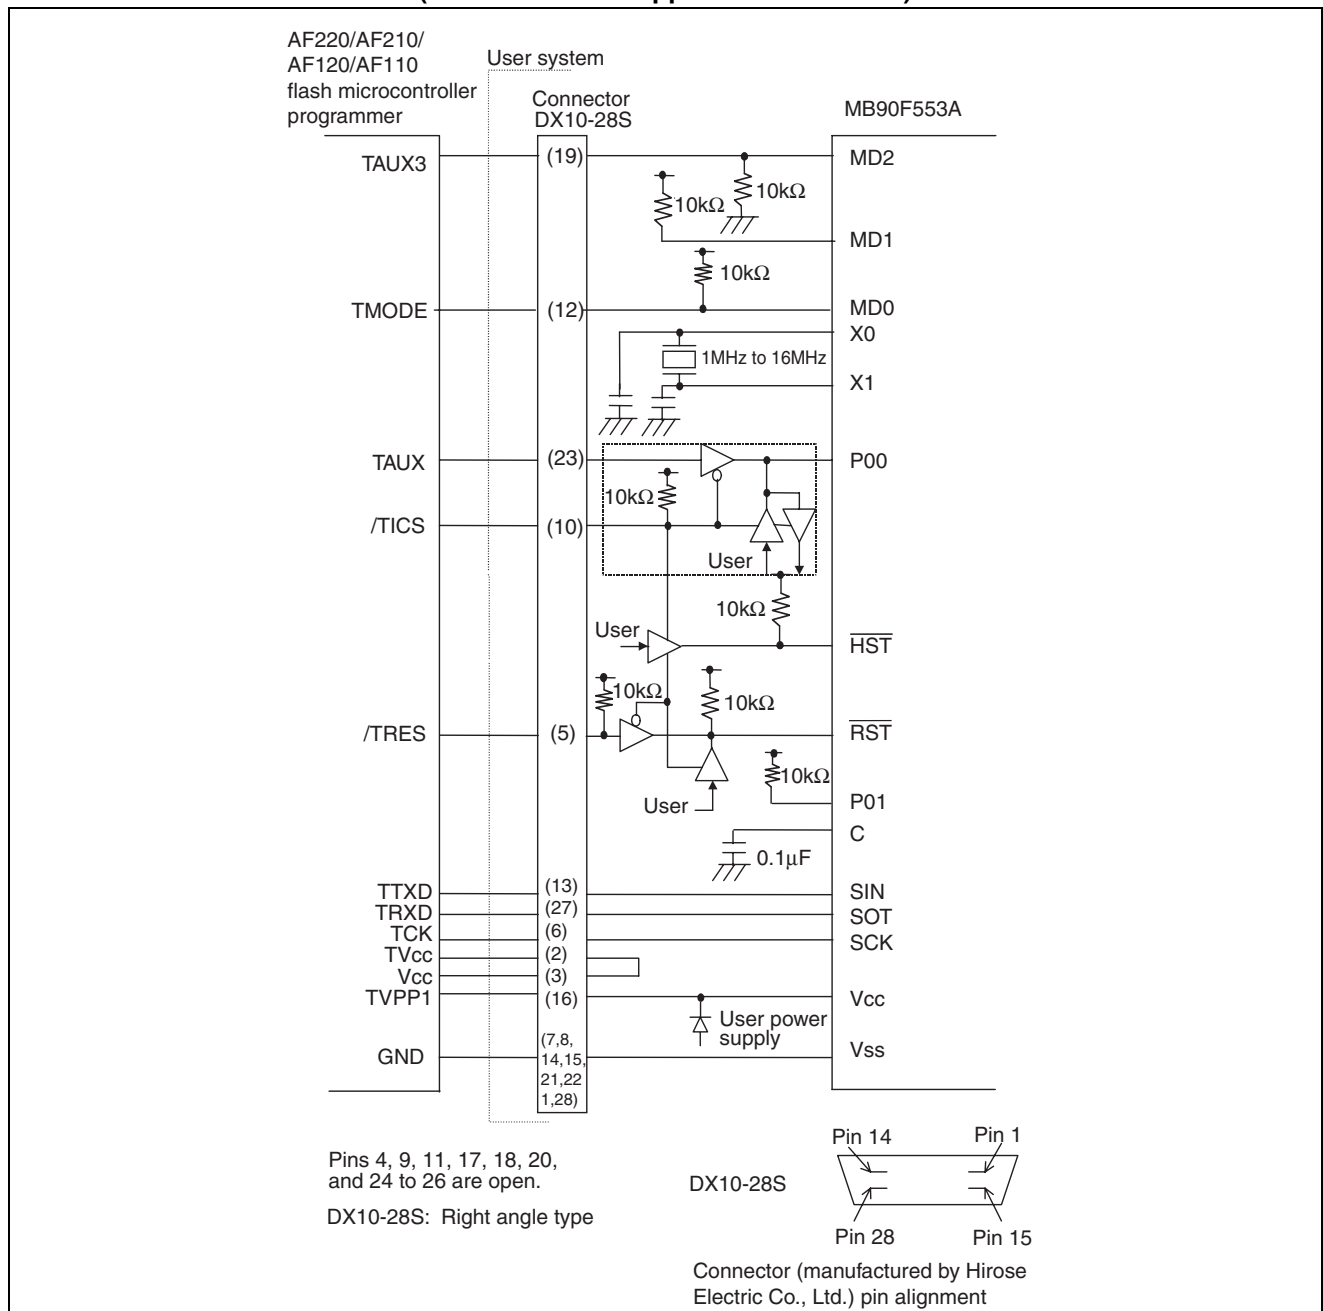 AF220/AF210/
AF120/AF110
flash microcontroller
programmer
User system
Connector
DX10-28S
MB90F553A
TAUX3
(19)
MD2
10kΩ
10kΩ
MD1
10kΩ
TMODE
(12)
MD0
X0
1MHz to 16MHz
X1
TAUX
(23)
P00
10kΩ
/TICS
(10)
User
10kΩ
User
HST
10kΩ
10kΩ
/TRES
(5)
RST
10kΩ
User
P01
C
0.1µF
TTXD
(13)
SIN
TRXD
(27)
SOT
TCK
(6)
SCK
TVcc
(2)
Vcc
(3)
TVPP1
(16)
Vcc
User power
supply
GND
(7,8,
14,15,
21,22
1,28)
Vss
Pins 4, 9, 11, 17, 18, 20,
and 24 to 26 are open.
DX10-28S: Right angle type
Pin 14
Pin 1
DX10-28S
Pin 28
Pin 15
Connector (manufactured by Hirose
Electric Co., Ltd.) pin alignment